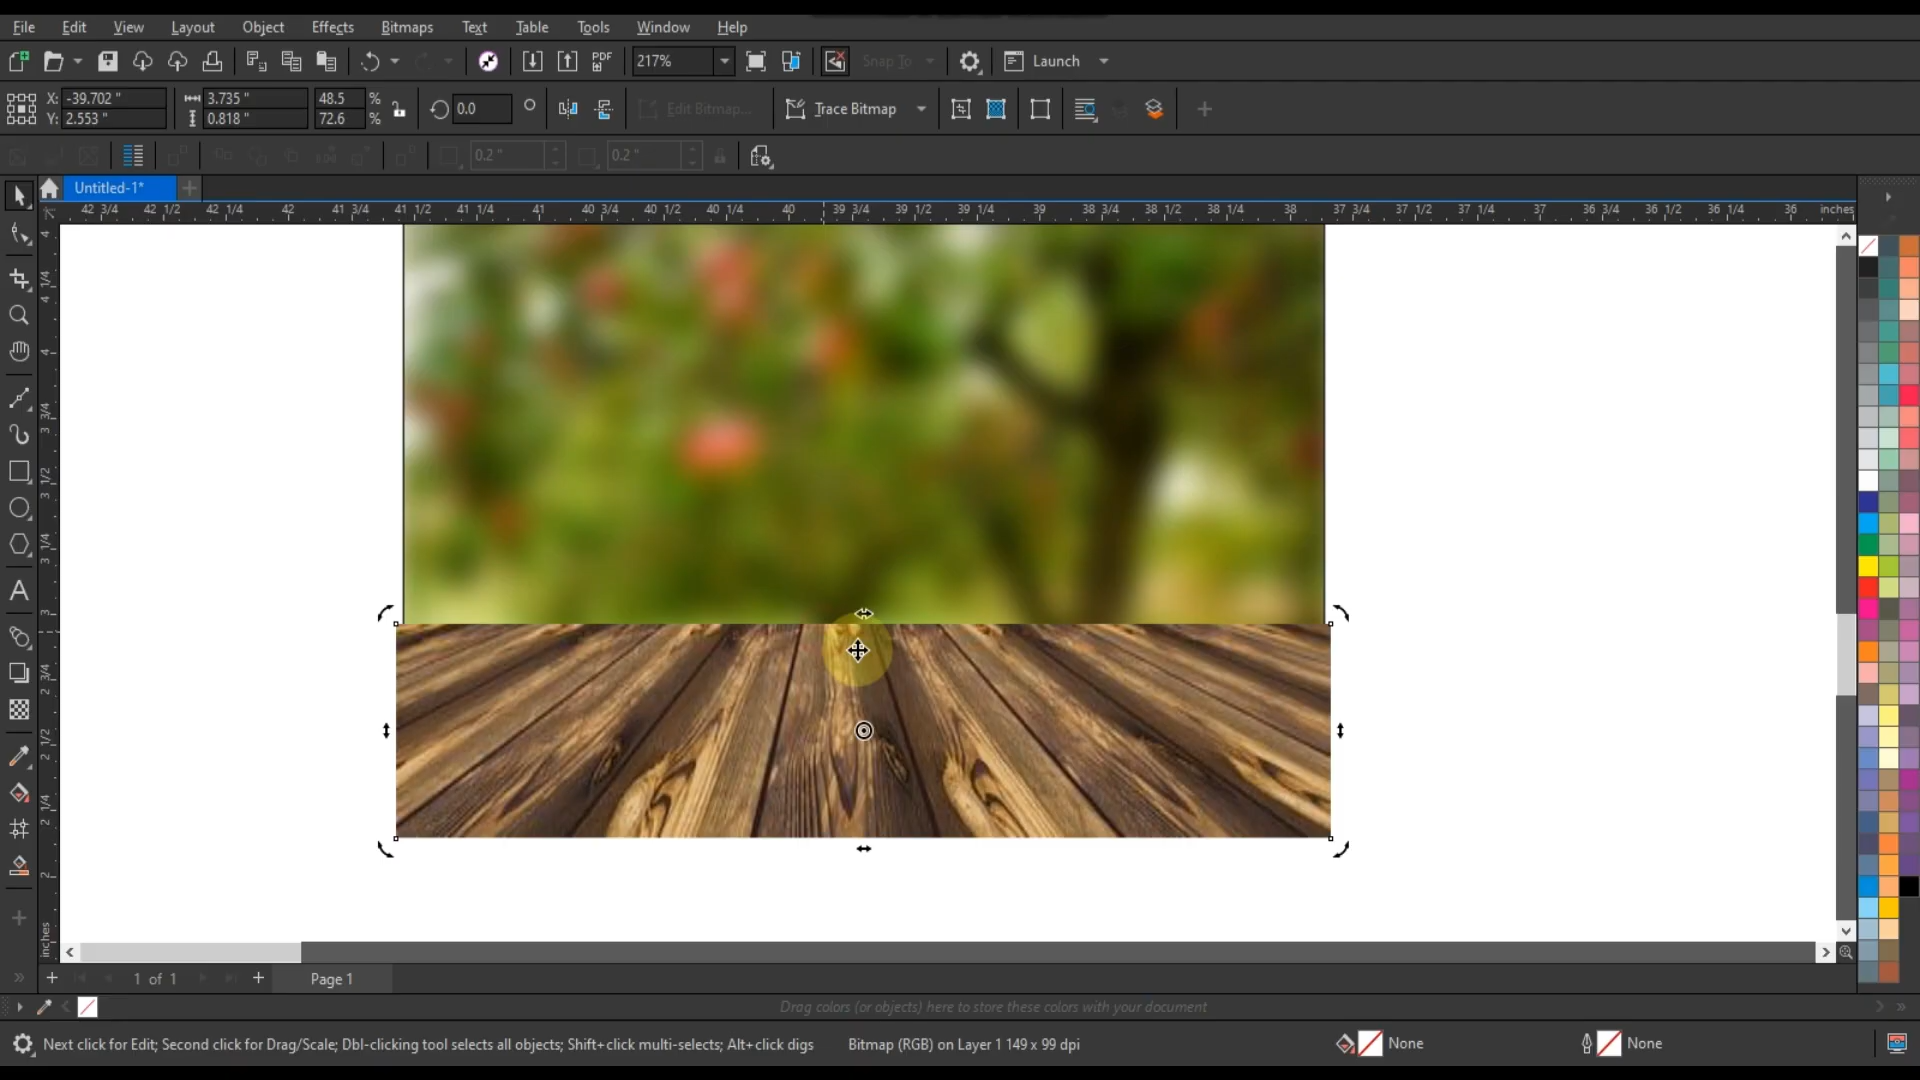 File Edit View Layout Object Effects Bitmaps Text Table Tools Window Help
PDF 217% Snap To Launch
X: -39.702 " 3.735 " 48.5 % 0.0 Edit Bitmap... Trace Bitmap
Y: 2.553 " 0.818 " 72.6 %
0.2 " 0.2 "
Untitled-1*
42 3/4 42 1/2 42 1/4 42 41 3/4 41 1/2 41 1/4 41 40 3/4 40 1/2 40 1/4 40 39 3/4 39 1/2 39 1/4 39 38 3/4 38 1/2 38 1/4 38 37 3/4 37 1/2 37 1/4 37 36 3/4 36 1/2 36 1/4 36 inches
inches
1 of 1 Page 1
Drag colors (or objects) here to store these colors with your document
Next click for Edit; Second click for Drag/Scale; Dbl-clicking tool selects all objects; Shift+click multi-selects; Alt+click digs Bitmap (RGB) on Layer 1 149 x 99 dpi None None